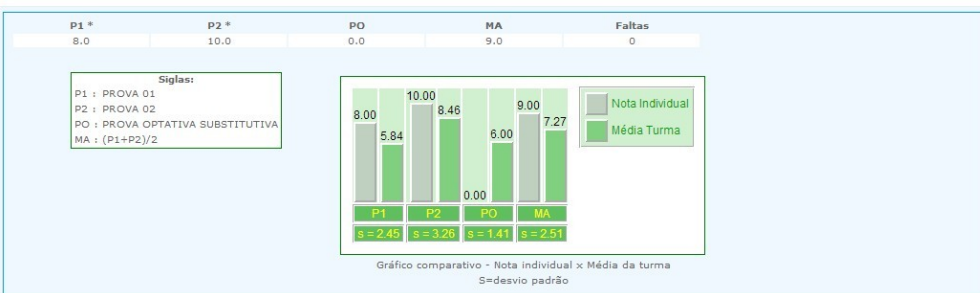 P1 * P2 * PO MA Faltas
8.0 10.0 0.0 9.0 0
Siglas:
P1 : PROVA 01
P2 : PROVA 02
PO : PROVA OPTATIVA SUBSTITUTIVA
MA : (P1+P2)/2
8.00 5.84 10.00 8.46 0.00 6.00 9.00 7.27
P1 P2 PO MA
s = 2.45 s = 3.26 s = 1.41 s = 2.51
Nota Individual
Média Turma
Gráfico comparativo - Nota individual x Média da turma
S=desvio padrão